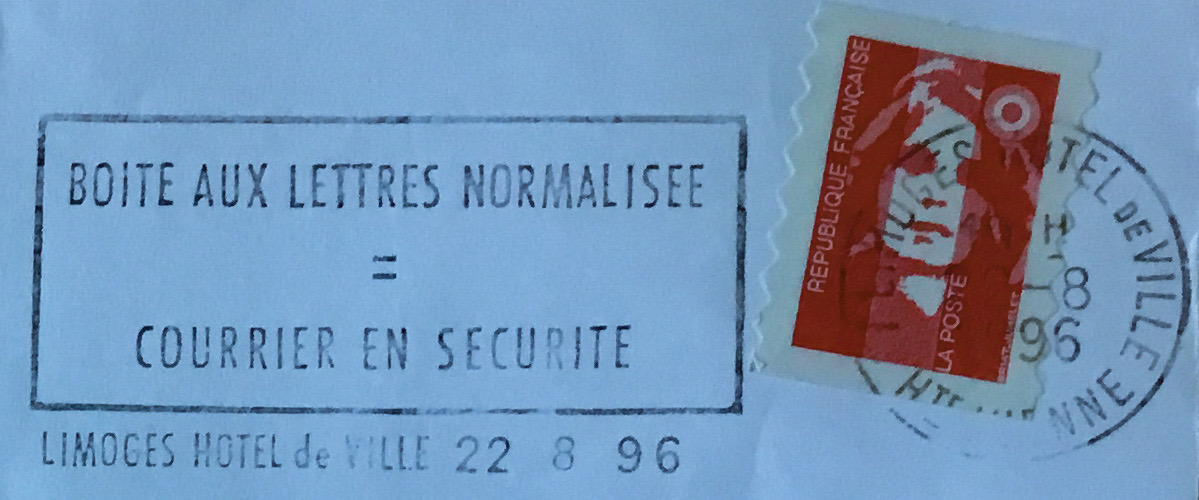 BOITE AUX LETTRES NORMALISEE
=
COURRIER EN SECURITE
LIMOGES HOTEL de VILLE 22 8 96
REPUBLIQUE FRANÇAISE
LA POSTE
HOTEL DE VILLE
H
8
96